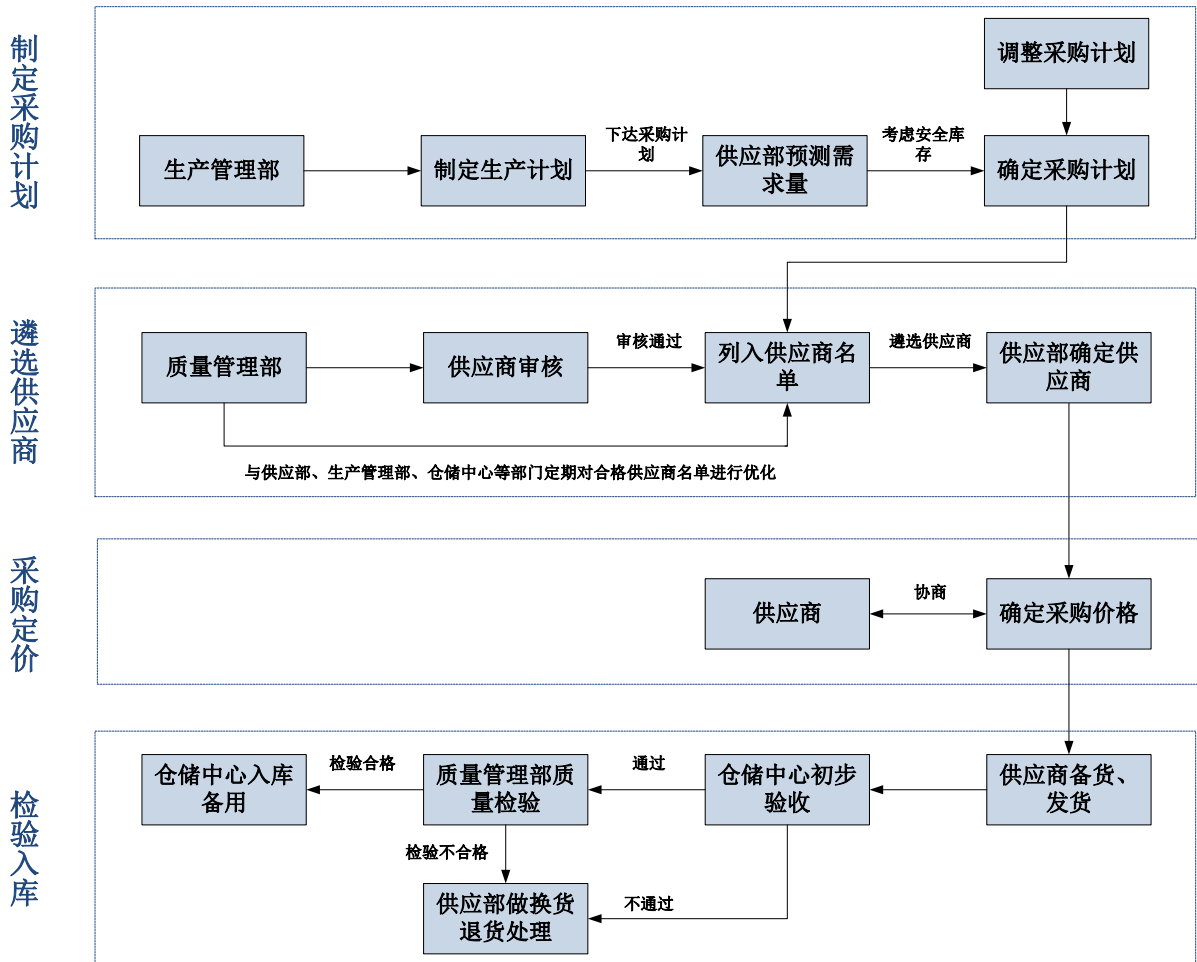 制定采购计划
调整采购计划
下达采购计
划
考虑安全库
存
生产管理部
制定生产计划
供应部预测需
求量
确定采购计划
遴选供应商
质量管理部
供应商审核
审核通过
列入供应商名
单
遴选供应商
供应部确定供
应商
与供应部、生产管理部、仓储中心等部门定期对合格供应商名单进行优化
采购定价
供应商
协商
确定采购价格
检验入库
仓储中心入库
备用
检验合格
质量管理部质
量检验
通过
仓储中心初步
验收
供应商备货、
发货
检验不合格
供应部做换货
退货处理
不通过